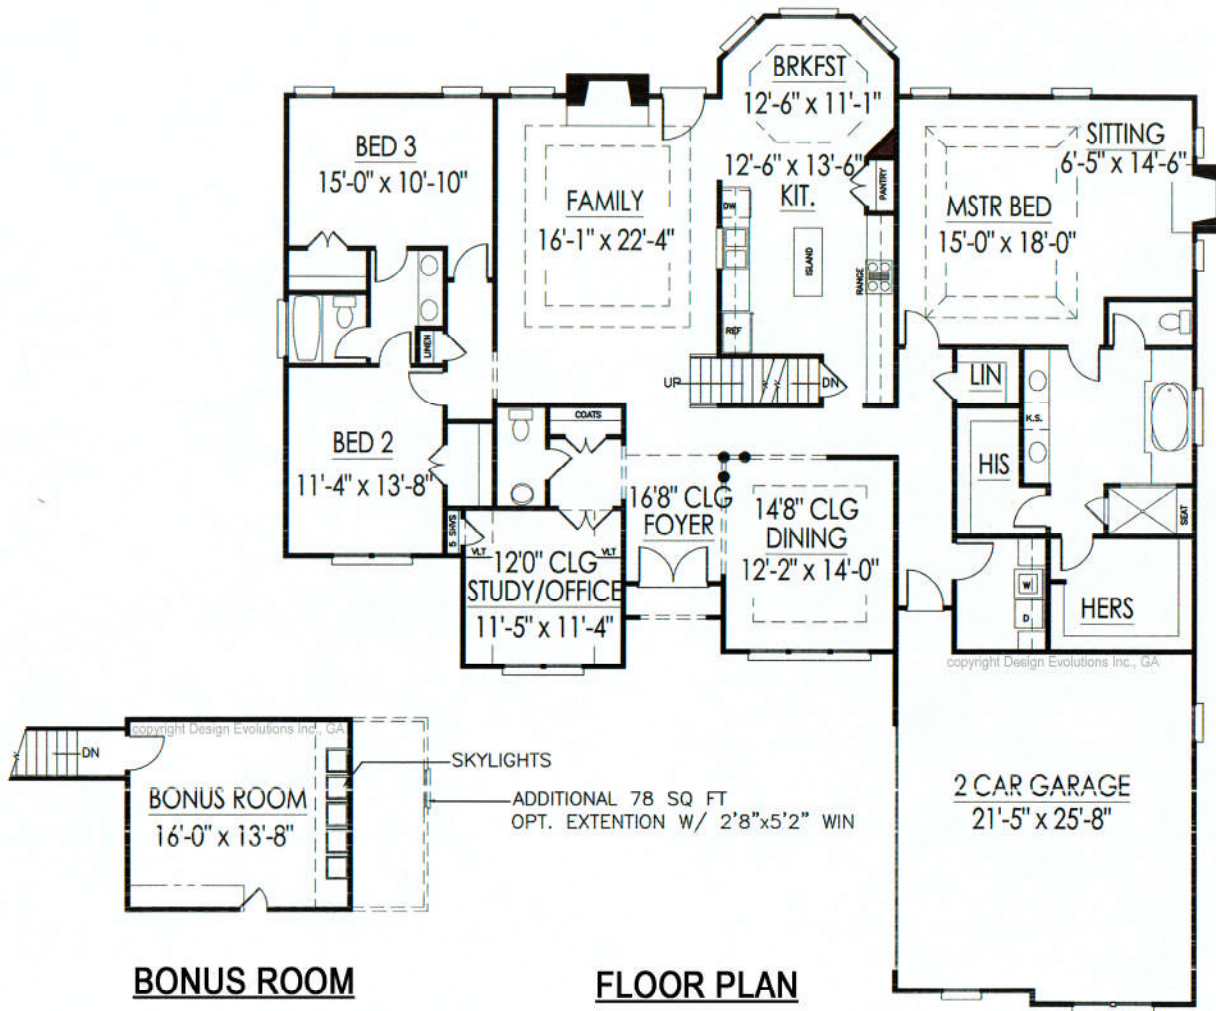 BRKFST
12'-6" x 11'-1"
BED 3
15'-0" x 10'-10"
SITTING
6'-5" x 14'-6"
12'-6" x 13'-6"
KIT.
PANTRY
FAMILY
16'-1" x 22'-4"
DW
MSTR BED
15'-0" x 18'-0"
ISLAND
RANGE
REF
LINEN
UP
DN
LIN
COATS
K.S.
BED 2
11'-4" x 13'-8"
HIS
16'8" CLG
FOYER
14'8" CLG
DINING
12'-2" x 14'-0"
SEAT
5 SHVS
VLT
VLT
12'0" CLG
STUDY/OFFICE
11'-5" x 11'-4"
W
D
HERS
copyright Design Evolutions Inc., GA
copyright Design Evolutions Inc., GA
DN
SKYLIGHTS
BONUS ROOM
16'-0" x 13'-8"
ADDITIONAL 78 SQ FT
OPT. EXTENTION W/ 2'8"x5'2" WIN
2 CAR GARAGE
21'-5" x 25'-8"
BONUS ROOM
FLOOR PLAN